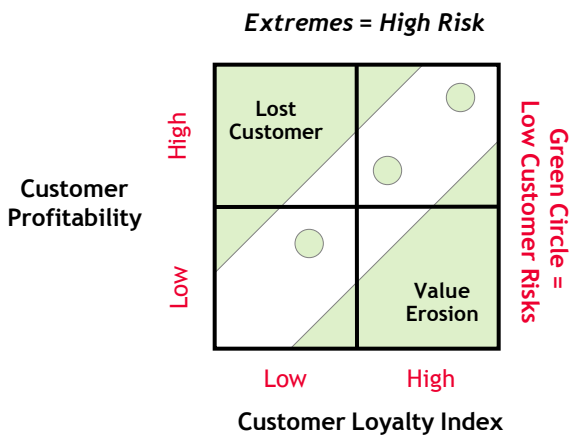 Extremes = High Risk
Lost
Customer
High
Customer
Profitability
Green Circle =
Low Customer Risks
Low
Value
Erosion
Low
High
Customer Loyalty Index